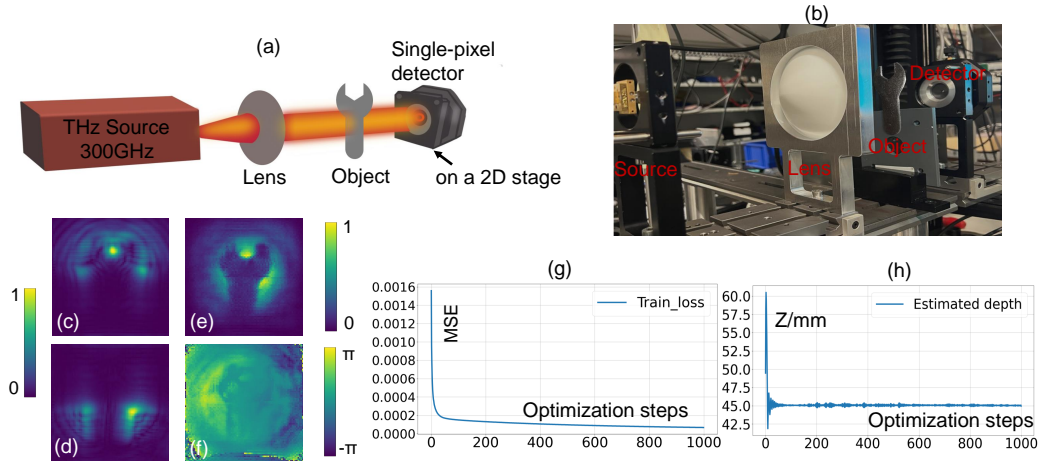 (a)
Single-pixel
detector
THz Source
300GHz
Lens
Object
on a 2D stage
(b)
Detector
Object
Source
Lens
1
0
(c)
(d)
(e)
(f)
1
0
π
-π
(g)
0.0016
0.0014
0.0012
0.0010
0.0008
0.0006
0.0004
0.0002
0.0000
MSE
Train_loss
Optimization steps
0 200 400 600 800 1000
(h)
60.0
57.5
55.0
52.5
50.0
47.5
45.0
42.5
Z/mm
Estimated depth
Optimization steps
0 200 400 600 800 1000